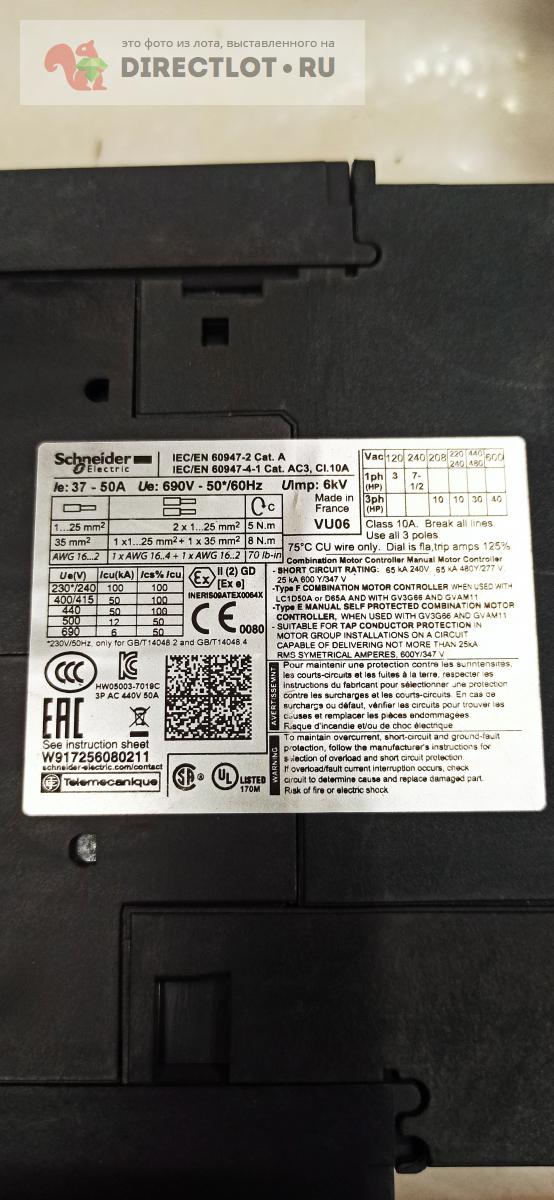 это фото из лота, выставленного на
DIRECTLOT.RU
Schneider
Electric
IEC/EN 60947-2 Cat. A
IEC/EN 60947-4-1 Cat. AC3, Cl.10A
Ie: 37 - 50A Ue: 690V - 50*/60Hz Uimp: 6kV
C
Made in
France
VU06
1...25 mm² 2 x 1...25 mm² 5 N.m
35 mm² 1 x1...25 mm²+ 1 x 35 mm² 8 N.m
AWG 16...2 1 x AWG 16..4 + 1 x AWG 16..2 70 lb-in
Vac 120 240 208 220/240 440/480 600
1ph (HP) 3 7-1/2
3ph (HP) 10 10 30 40
Class 10A. Break all lines.
Use all 3 poles
75°C CU wire only. Dial is fla,trip amps 125%
Ue(V) Icu(kA) Ics% Icu
230*/240 100 100
400/415 50 100
440 50 100
500 12 50
690 6 50
*230V/50Hz, only for GB/T14048.2 and GB/T14048.4
Ex II (2) GD
[Ex e]
INERIS09ATEX0064X
CE 0080
Combination Motor Controller Manual Motor Controller
- SHORT CIRCUIT RATING: 65 kA 240V. 65 kA 480Y/277 V.
25 kA 600 Y/347 V
-Type F COMBINATION MOTOR CONTROLLER WHEN USED WITH
LC1D50A or D65A AND WITH GV3G66 AND GVAM11
-Type E MANUAL SELF PROTECTED COMBINATION MOTOR
CONTROLLER, WHEN USED WITH GV3G66 AND GVAM11
- SUITABLE FOR TAP CONDUCTOR PROTECTION IN
MOTOR GROUP INSTALLATIONS ON A CIRCUIT
CAPABLE OF DELIVERING NOT MORE THAN 25kA
RMS SYMETRICAL AMPERES, 600Y/347 V
CCC
HW05003-7019C
3P AC 440V 50A
EAC
See instruction sheet
W917256080211
schneider-electric.com/contact
Telemecanique
SA ®
UL LISTED
170M
AVERTISSEMNT
Pour maintenir une protection contre les surintensites,
les courts-circuits et les fuites à la terre, respecter les
instructions du fabricant pour sélectionner une protection
contre les surcharges et les courts-circuits. En cas de
surchargs ou défaut, vérifier les circuits pour trouver les
causes et remplacer les pièces endommagées.
Risque d'incendie et/ou de choc électrique
WARNING
To maintain overcurrent, short-circuit and ground-fault
protection, follow the manufacturer's instructions for
selection of overload and short circuit protection
If overload/fault current interruption occurs, check
circuit to determine cause and replace damaged part.
Risk of fire or electric shock